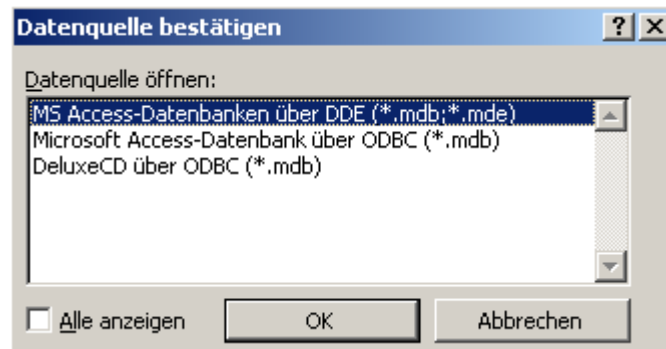 Datenquelle bestätigen
Datenquelle öffnen:
MS Access-Datenbanken über DDE (*.mdb;*.mde)
Microsoft Access-Datenbank über ODBC (*.mdb)
DeluxeCD über ODBC (*.mdb)
Alle anzeigen OK Abbrechen